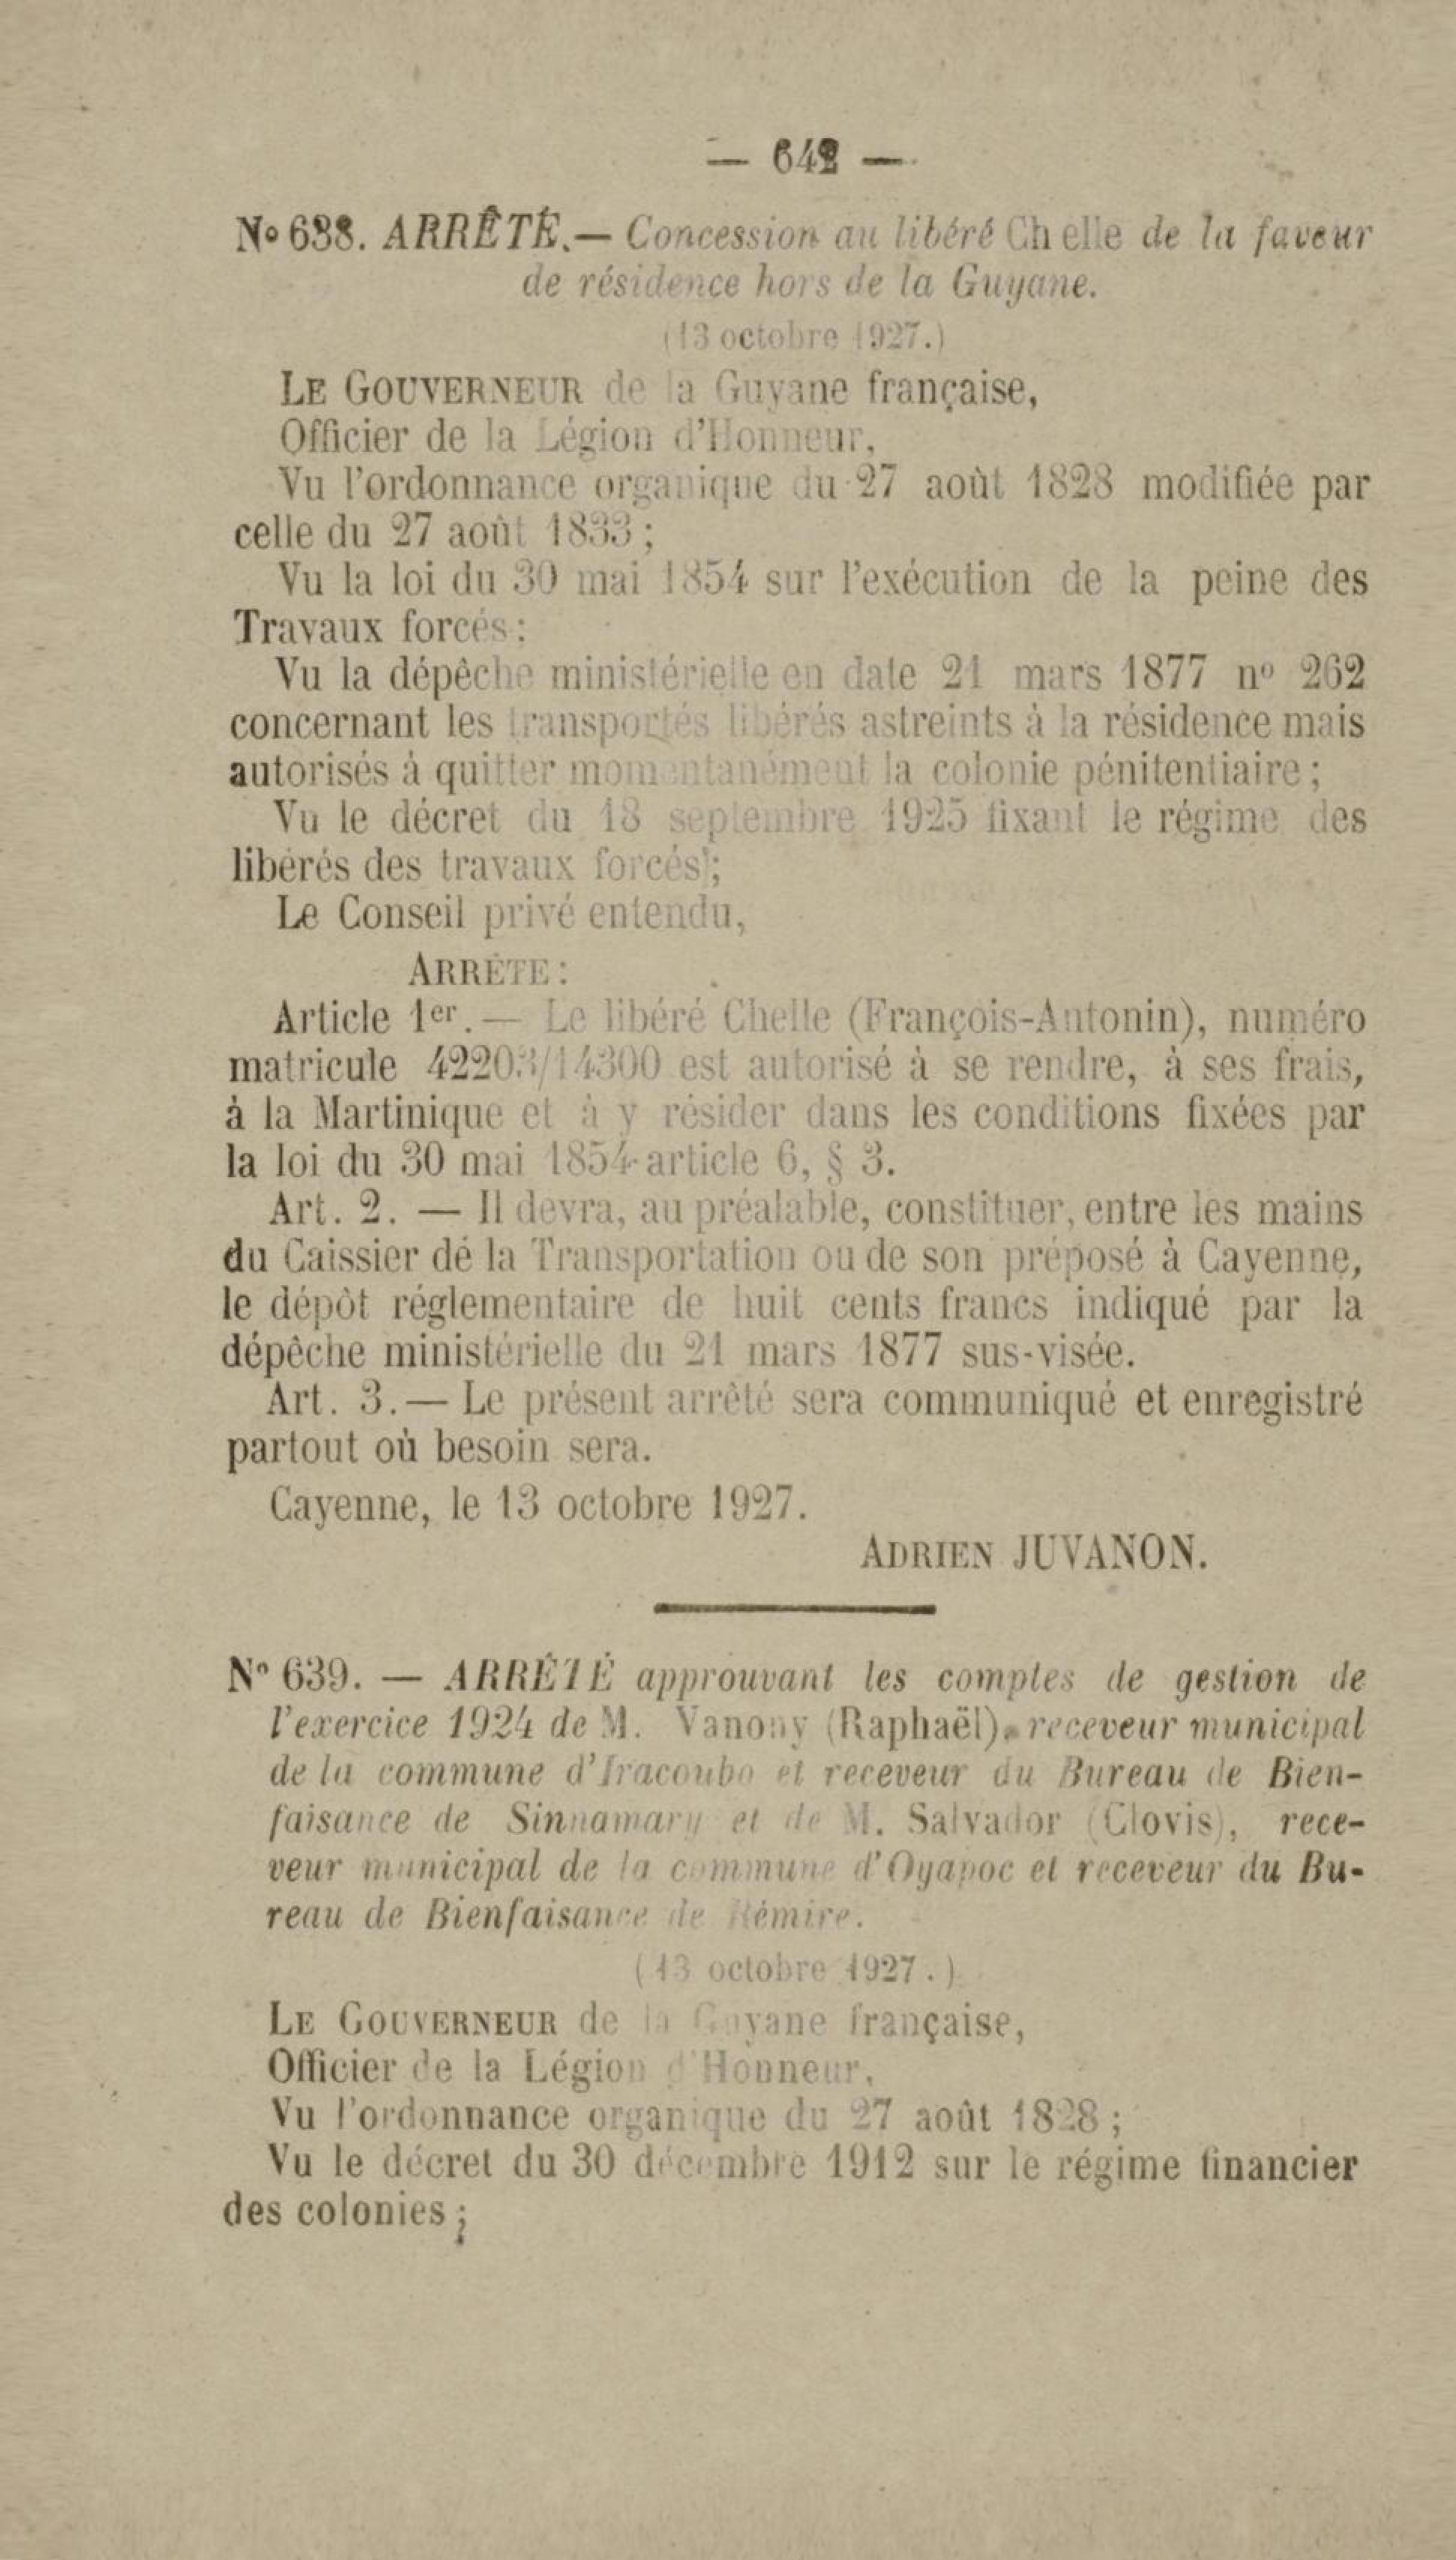 — 642 —
Nº 638. ARRÊTÉ.— Concession au libéré Chelle de la faveur
de résidence hors de la Guyane.
(13 octobre 1927.)
LE GOUVERNEUR de la Guyane française,
Officier de la Légion d'Honneur,
Vu l'ordonnance organique du 27 août 1828 modifiée par
celle du 27 août 1833 ;
Vu la loi du 30 mai 1854 sur l'exécution de la peine des
Travaux forcés :
Vu la dépêche ministérielle en date 21 mars 1877 nº 262
concernant les transportés libérés astreints à la résidence mais
autorisés à quitter momentanément la colonie pénitentiaire ;
Vu le décret du 18 septembre 1925 fixant le régime des
libérés des travaux forcés ;
Le Conseil privé entendu,
ARRÊTE :
Article 1er. — Le libéré Chelle (François-Antonin), numéro
matricule 42203/14300 est autorisé à se rendre, à ses frais,
à la Martinique et à y résider dans les conditions fixées par
la loi du 30 mai 1854 article 6, § 3.
Art. 2. — Il devra, au préalable, constituer, entre les mains
du Caissier dé la Transportation ou de son préposé à Cayenne,
le dépôt réglementaire de huit cents francs indiqué par la
dépêche ministérielle du 21 mars 1877 sus-visée.
Art. 3.— Le présent arrêté sera communiqué et enregistré
partout où besoin sera.
Cayenne, le 13 octobre 1927.
ADRIEN JUVANON.
Nº 639. — ARRÊTÉ approuvant les comptes de gestion de
l'exercice 1924 de M. Vanony (Raphaël), receveur municipal
de la commune d'Iracoubo et receveur du Bureau de Bien-
faisance de Sinnamary et de M. Salvador (Clovis), rece-
veur municipal de la commune d'Oyapoc et receveur du Bu-
reau de Bienfaisance de Rémire.
(13 octobre 1927.)
LE GOUVERNEUR de la Guyane française,
Officier de la Légion d'Honneur,
Vu l'ordonnance organique du 27 août 1828 ;
Vu le décret du 30 décembre 1912 sur le régime financier
des colonies ;